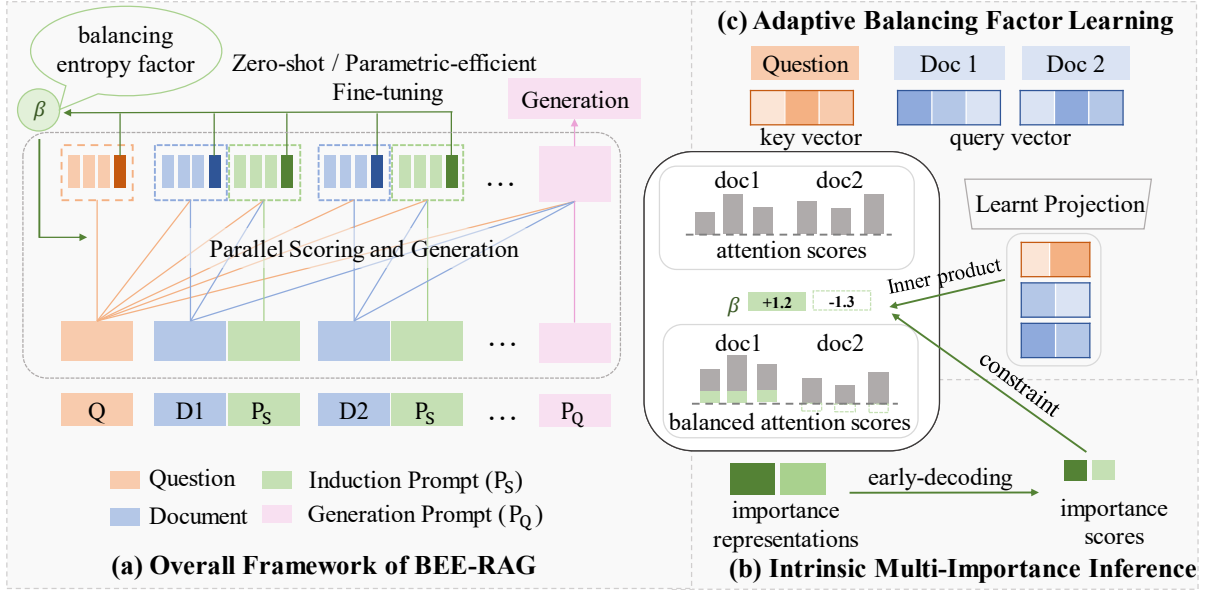 balancing
entropy factor
β
Zero-shot / Parametric-efficient
Fine-tuning
Generation
...
Parallel Scoring and Generation
...
Q D1 P_S D2 P_S ... P_Q
Question
Induction Prompt (P_S)
Document
Generation Prompt (P_Q)
(a) Overall Framework of BEE-RAG
(c) Adaptive Balancing Factor Learning
Question Doc 1 Doc 2
key vector query vector
doc1 doc2
attention scores
Learnt Projection
Inner product
β +1.2 -1.3
doc1 doc2
balanced attention scores
constraint
early-decoding
importance
representations
importance
scores
(b) Intrinsic Multi-Importance Inference